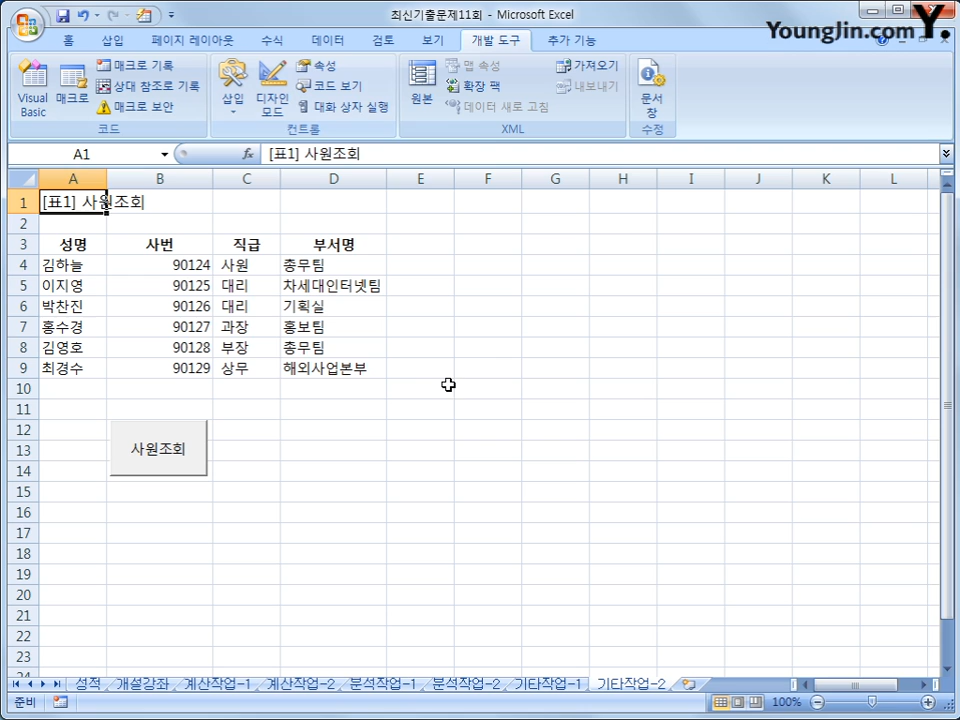 최신기출문제11회 - Microsoft Excel
YoungJin.com Y.
홈 삽입 페이지 레이아웃 수식 데이터 검토 보기 개발 도구 추가 기능
Visual Basic
매크로
매크로 기록
상대 참조로 기록
매크로 보안
코드
삽입
디자인 모드
속성
코드 보기
대화 상자 실행
컨트롤
원본
맵 속성
확장 팩
데이터 새로 고침
가져오기
내보내기
XML
문서 창
수정
A1 fx [표1] 사원조회
A B C D E F G H I J K L
1 [표1] 사원조회
2
3 성명 사번 직급 부서명
4 김하늘 90124 사원 총무팀
5 이지영 90125 대리 차세대인터넷팀
6 박찬진 90126 대리 기획실
7 홍수경 90127 과장 홍보팀
8 김영호 90128 부장 총무팀
9 최경수 90129 상무 해외사업본부
10
11
12
13 사원조회
14
15
16
17
18
19
20
21
22
23
24
성적 개설강좌 계산작업-1 계산작업-2 분석작업-1 분석작업-2 기타작업-1 기타작업-2
준비 100%